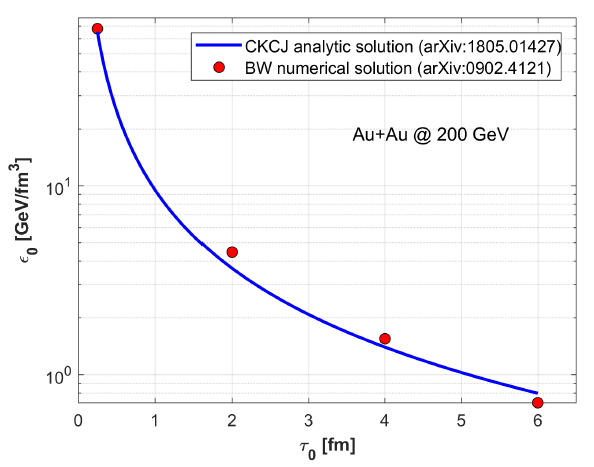 CKCJ analytic solution (arXiv:1805.01427)
BW numerical solution (arXiv:0902.4121)
Au+Au @ 200 GeV
10¹
10⁰
ϵ₀ [GeV/fm³]
0 1 2 3 4 5 6
τ₀ [fm]